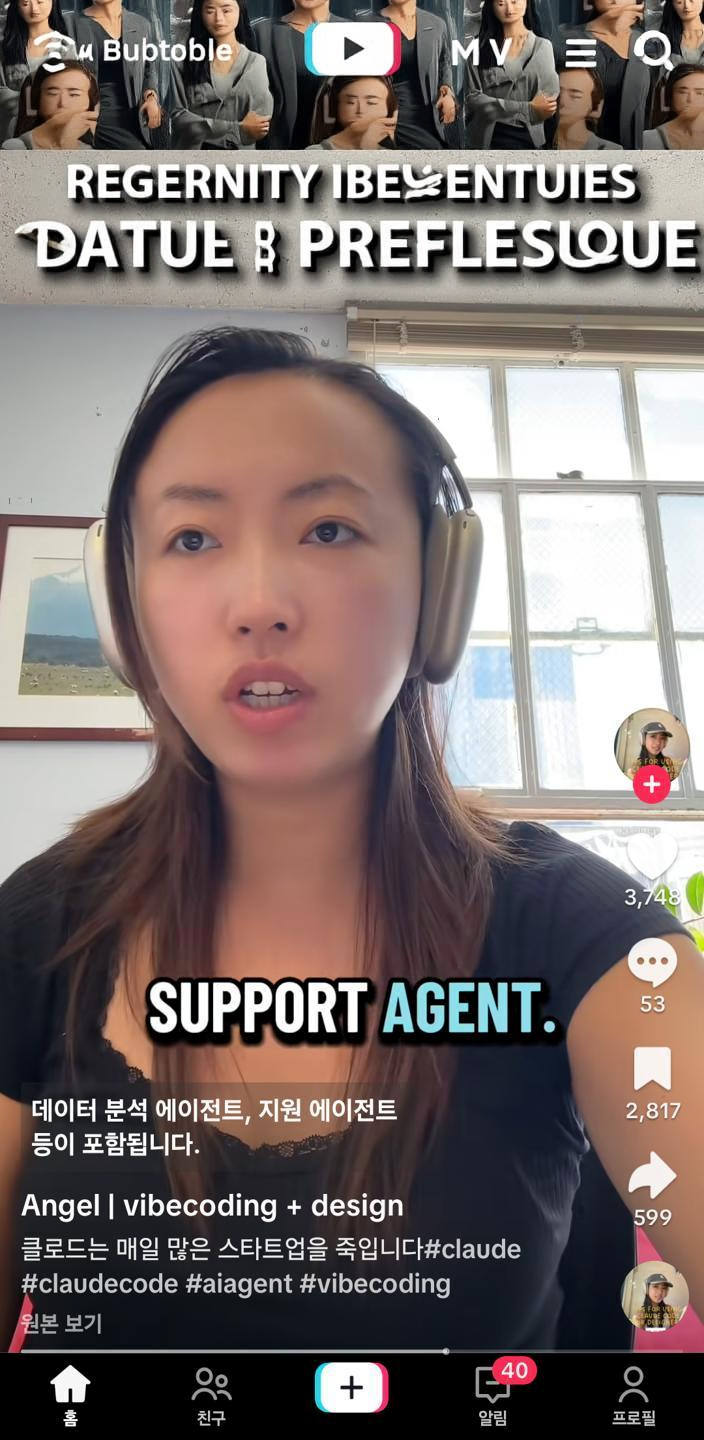 Bubtoble
MV
REGERNITY
DATUE PREFLESLQUE
3,748
53
SUPPORT AGENT.
2,817
데이터 분석 에이전트, 지원 에이전트
등이 포함됩니다.
Angel | vibecoding + design
599
클로드는 매일 많은 스타트업을 죽입니다#claude
#claudecode #aiagent #vibecoding
원본 보기
40
홈
친구
알림
프로필